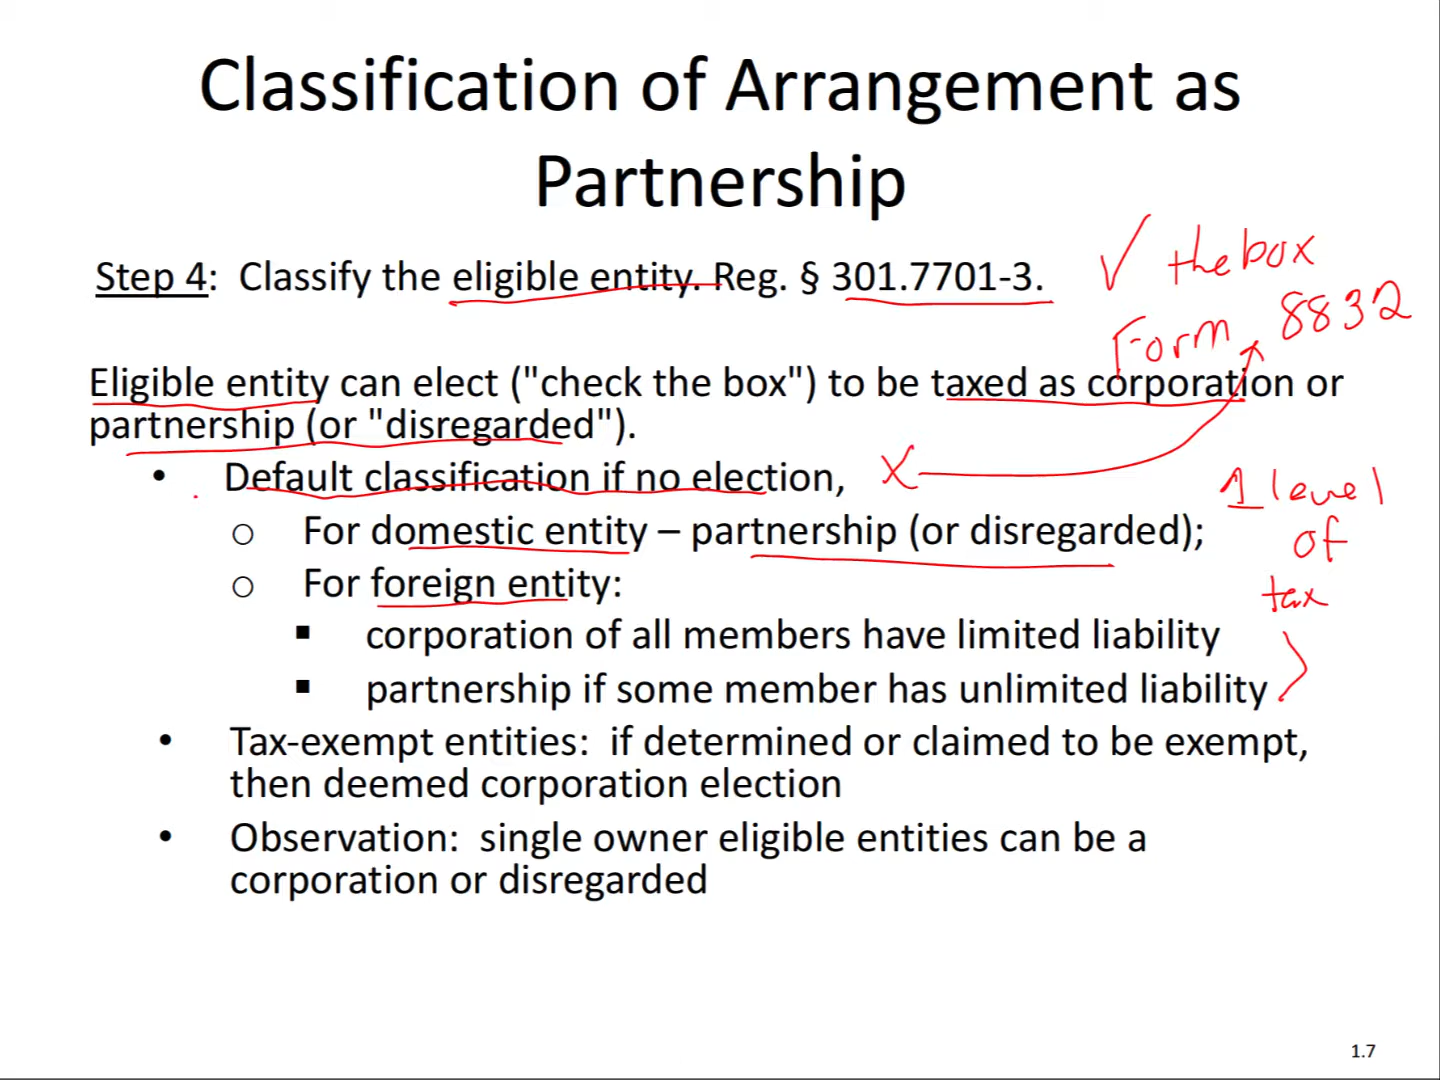 Classification of Arrangement as
Partnership
Step 4: Classify the eligible entity. Reg. § 301.7701-3.
✓ the box
Form 8832
Eligible entity can elect ("check the box") to be taxed as corporation or
partnership (or "disregarded").
• Default classification if no election, X
1 level
of
tax
o For domestic entity – partnership (or disregarded);
o For foreign entity:
▪ corporation of all members have limited liability
▪ partnership if some member has unlimited liability
• Tax-exempt entities: if determined or claimed to be exempt,
then deemed corporation election
• Observation: single owner eligible entities can be a
corporation or disregarded
1.7